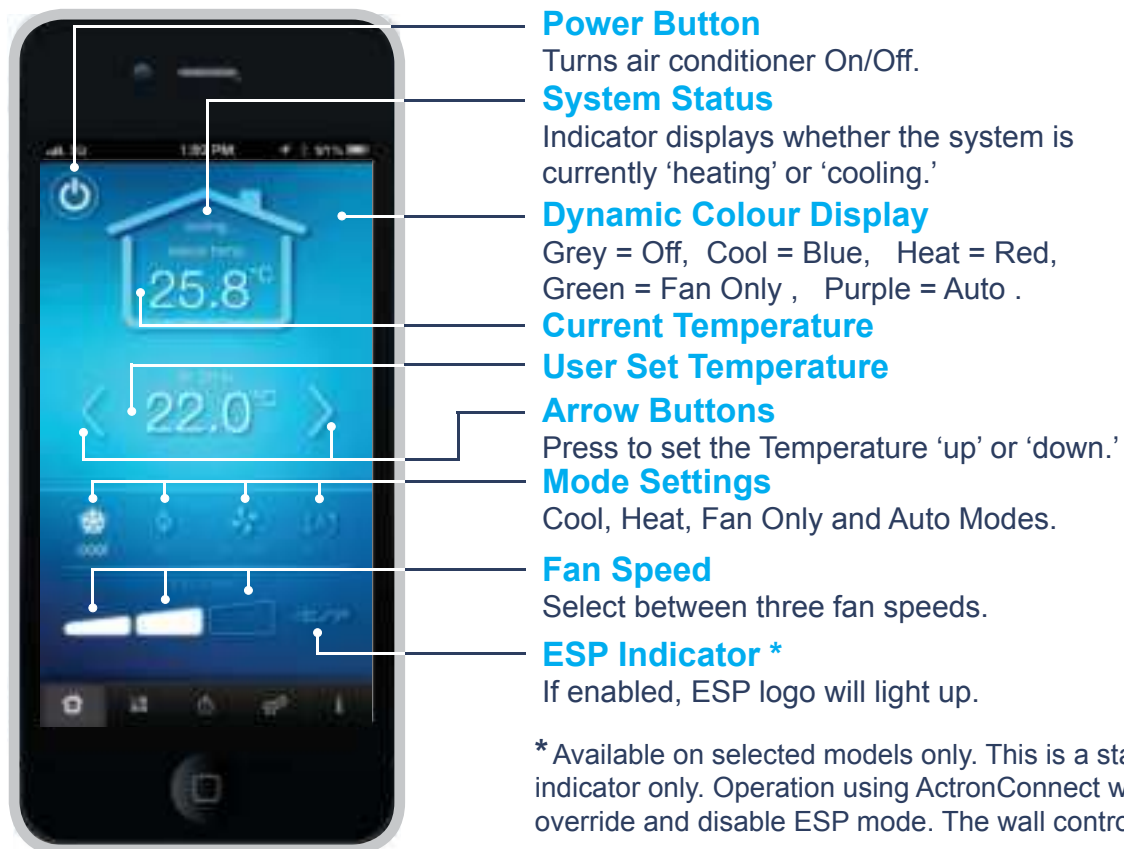 Power Button
Turns air conditioner On/Off.
System Status
Indicator displays whether the system is
currently ‘heating’ or ‘cooling.’
Dynamic Colour Display
Grey = Off, Cool = Blue, Heat = Red,
Green = Fan Only , Purple = Auto .
Current Temperature
User Set Temperature
Arrow Buttons
Press to set the Temperature ‘up’ or ‘down.’
Mode Settings
Cool, Heat, Fan Only and Auto Modes.
Fan Speed
Select between three fan speeds.
ESP Indicator *
If enabled, ESP logo will light up.
* Available on selected models only. This is a sta
indicator only. Operation using ActronConnect w
override and disable ESP mode. The wall contro
PM
91%
25.8°C
22.0°C
cool